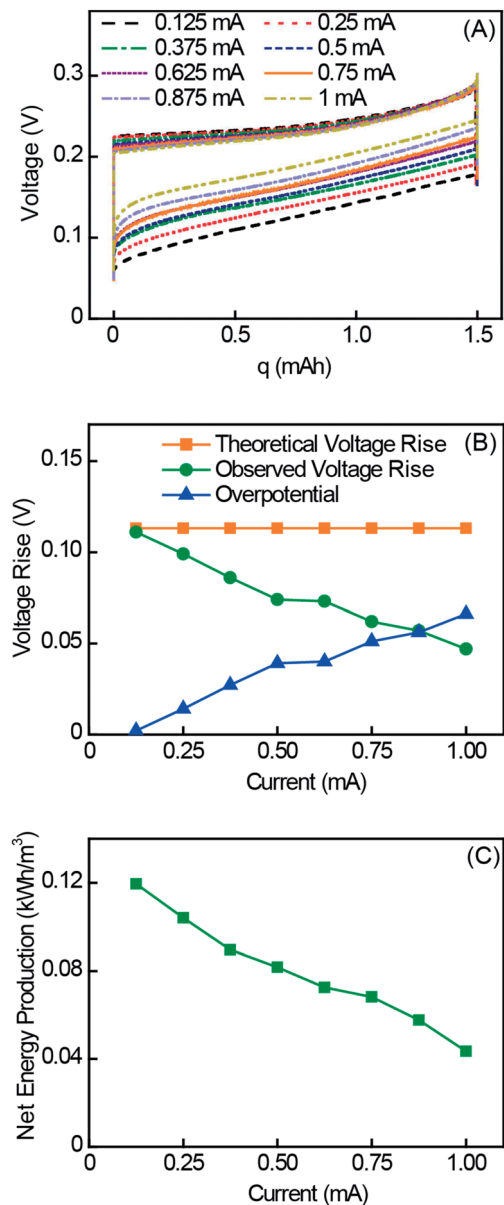 (A)
0.125 mA 0.25 mA
0.375 mA 0.5 mA
0.625 mA 0.75 mA
0.875 mA 1 mA
0.3
0.2
0.1
0
Voltage (V)
0 0.5 1.0 1.5
q (mAh)
(B)
Theoretical Voltage Rise
Observed Voltage Rise
Overpotential
0.15
0.10
0.05
0
Voltage Rise (V)
0 0.25 0.50 0.75 1.00
Current (mA)
(C)
0.12
0.08
0.04
0
Net Energy Production (kWh/m³)
0 0.25 0.50 0.75 1.00
Current (mA)